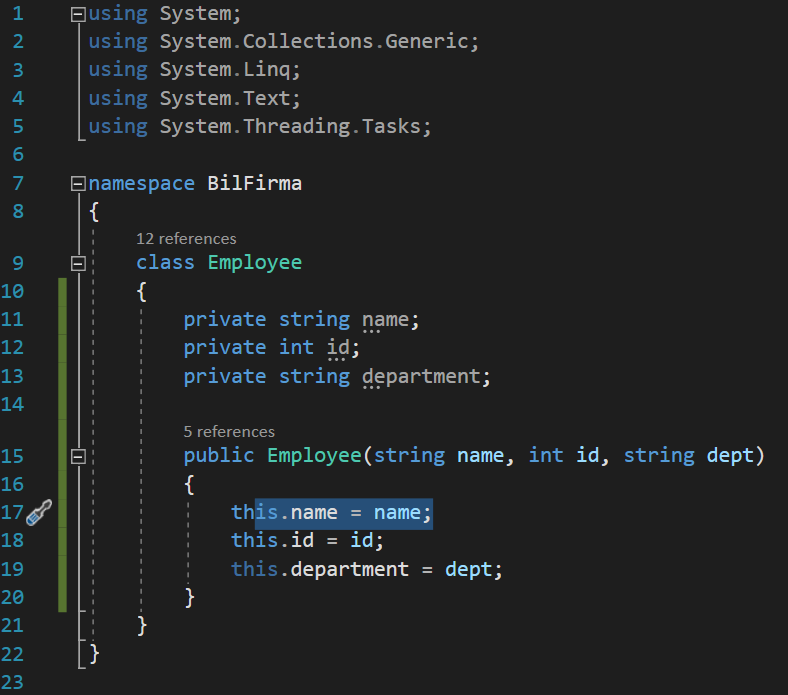 1 using System;
2 using System.Collections.Generic;
3 using System.Linq;
4 using System.Text;
5 using System.Threading.Tasks;
6
7 namespace BilFirma
8 {
12 references
9 class Employee
10 {
11 private string name;
12 private int id;
13 private string department;
14
5 references
15 public Employee(string name, int id, string dept)
16 {
17 this.name = name;
18 this.id = id;
19 this.department = dept;
20 }
21 }
22 }
23